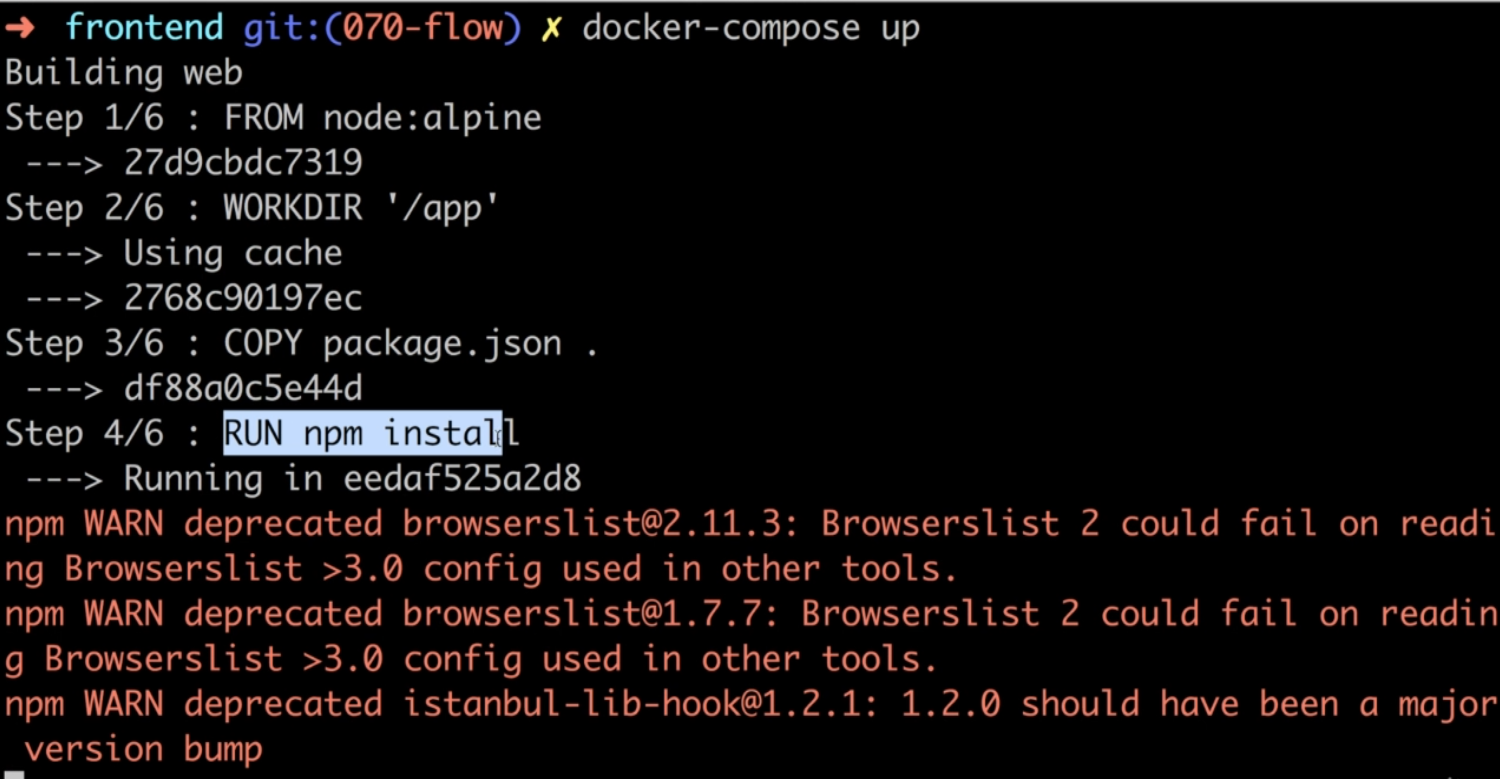 ➜  frontend git:(070-flow) ✗ docker-compose up
Building web
Step 1/6 : FROM node:alpine
 ---> 27d9cbdc7319
Step 2/6 : WORKDIR '/app'
 ---> Using cache
 ---> 2768c90197ec
Step 3/6 : COPY package.json .
 ---> df88a0c5e44d
Step 4/6 : RUN npm install
 ---> Running in eedaf525a2d8
npm WARN deprecated browserslist@2.11.3: Browserslist 2 could fail on readi
ng Browserslist >3.0 config used in other tools.
npm WARN deprecated browserslist@1.7.7: Browserslist 2 could fail on readin
g Browserslist >3.0 config used in other tools.
npm WARN deprecated istanbul-lib-hook@1.2.1: 1.2.0 should have been a major
 version bump